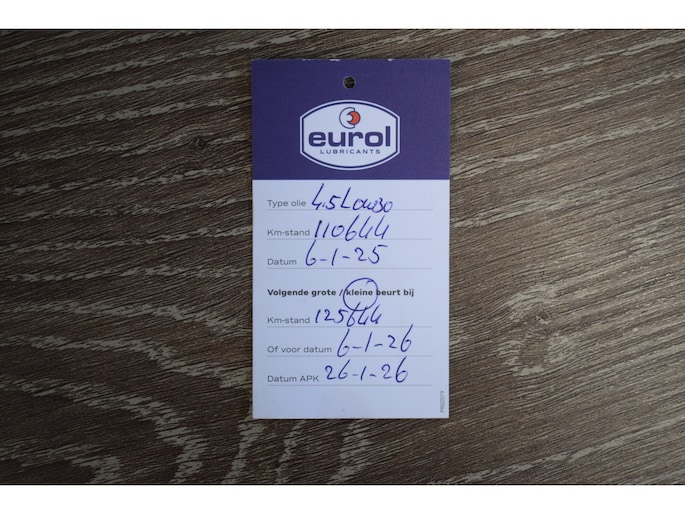 eurol
LUBRICANTS
Type olie 4.5L 0W30
Km-stand 110644
Datum 6-1-25
Volgende grote / kleine beurt bij
Km-stand 125644
Of voor datum 6-1-26
Datum APK 26-1-26